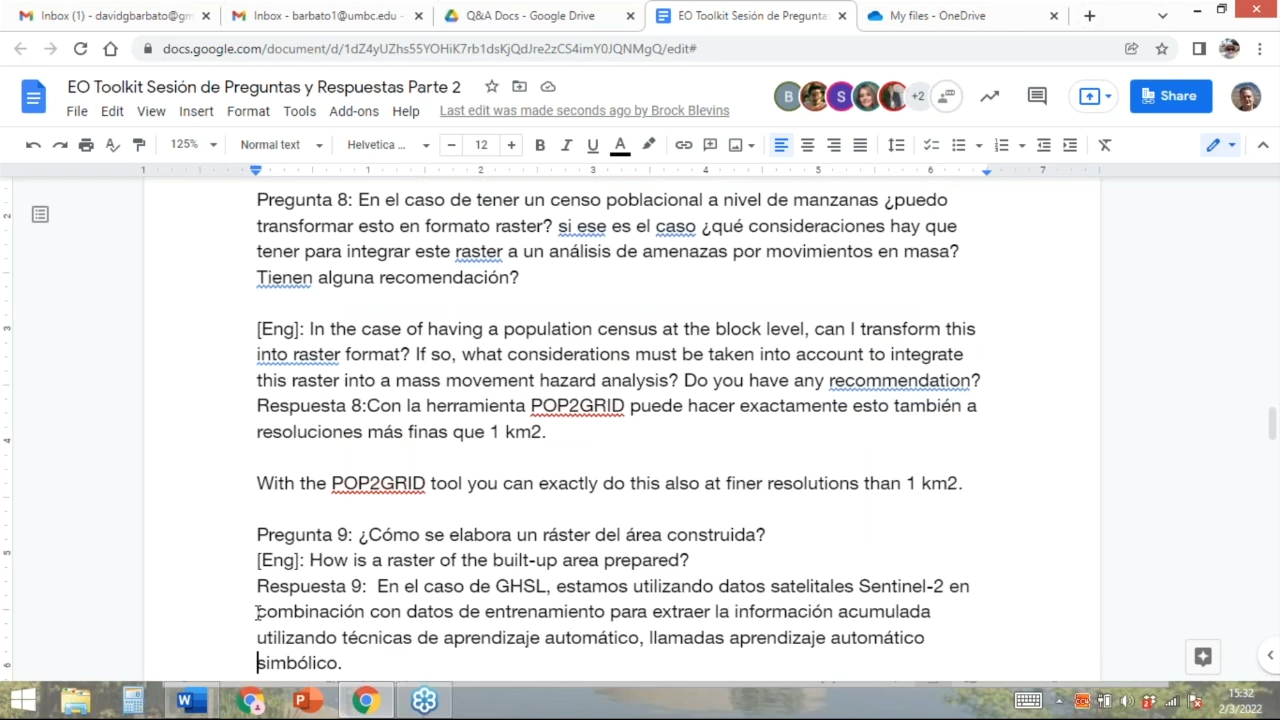 Inbox (1) - davidgbarbato@gm
Inbox - barbato1@umbc.edu -
Q&A Docs - Google Drive
EO Toolkit Sesión de Pregunta
My files - OneDrive
docs.google.com/document/d/1dZ4yUZhs55YOHiK7rb1dsKjQdJre2zCS4imY0JQNMgQ/edit#
EO Toolkit Sesión de Preguntas y Respuestas Parte 2
File Edit View Insert Format Tools Add-ons Help Last edit was made seconds ago by Brock Blevins
B S +2 Share
125% Normal text Helvetica ... 12 B I U A
1 1 2 3 4 5 6 7
Pregunta 8: En el caso de tener un censo poblacional a nivel de manzanas ¿puedo
transformar esto en formato raster? si ese es el caso ¿qué consideraciones hay que
tener para integrar este raster a un análisis de amenazas por movimientos en masa?
Tienen alguna recomendación?
[Eng]: In the case of having a population census at the block level, can I transform this
into raster format? If so, what considerations must be taken into account to integrate
this raster into a mass movement hazard analysis? Do you have any recommendation?
Respuesta 8:Con la herramienta POP2GRID puede hacer exactamente esto también a
resoluciones más finas que 1 km2.
With the POP2GRID tool you can exactly do this also at finer resolutions than 1 km2.
Pregunta 9: ¿Cómo se elabora un ráster del área construida?
[Eng]: How is a raster of the built-up area prepared?
Respuesta 9: En el caso de GHSL, estamos utilizando datos satelitales Sentinel-2 en
combinación con datos de entrenamiento para extraer la información acumulada
utilizando técnicas de aprendizaje automático, llamadas aprendizaje automático
simbólico.
15:32
2/3/2022